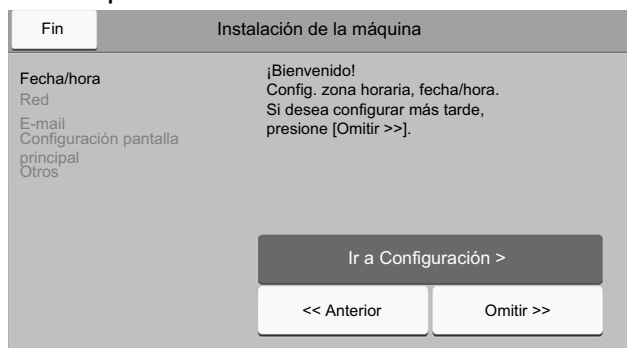 Fin
Instalación de la máquina
Fecha/hora
Red
E-mail
Configuración pantalla
principal
Otros
¡Bienvenido!
Config. zona horaria, fecha/hora.
Si desea configurar más tarde,
presione [Omitir >>].
Ir a Configuración >
<< Anterior
Omitir >>